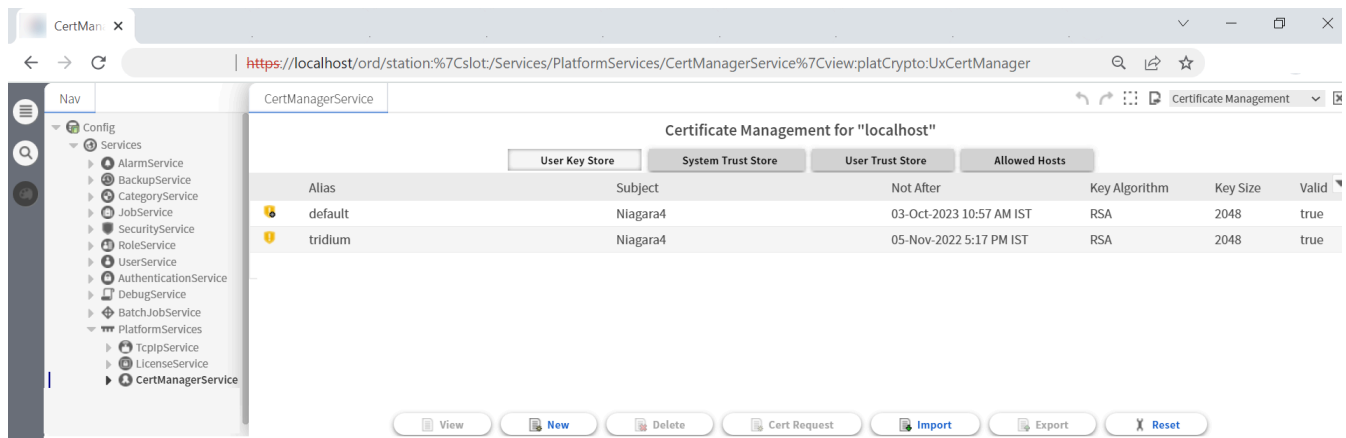 CertMan
https://localhost/ord/station:%7Cslot:/Services/PlatformServices/CertManagerService%7Cview:platCrypto:UxCertManager
Nav
CertManagerService
Certificate Management
Config
Services
AlarmService
BackupService
CategoryService
JobService
SecurityService
RoleService
UserService
AuthenticationService
DebugService
BatchJobService
PlatformServices
TcpIpService
LicenseService
CertManagerService
Certificate Management for "localhost"
User Key Store System Trust Store User Trust Store Allowed Hosts
Alias Subject Not After Key Algorithm Key Size Valid
default Niagara4 03-Oct-2023 10:57 AM IST RSA 2048 true
tridium Niagara4 05-Nov-2022 5:17 PM IST RSA 2048 true
View New Delete Cert Request Import Export Reset